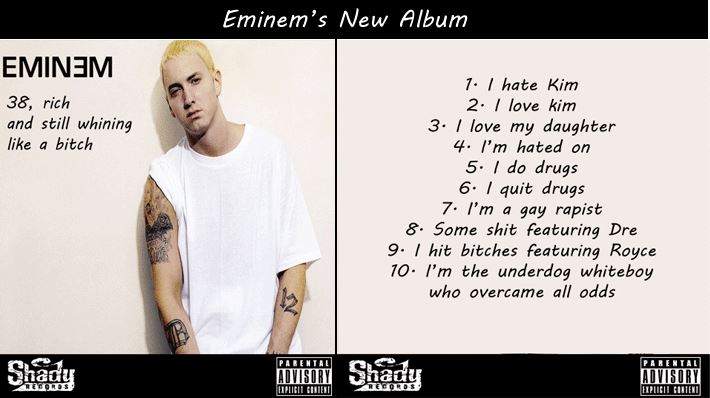 Eminem's New Album
EMINEM
38, rich
and still whining
like a bitch
1. I hate Kim
2. I love kim
3. I love my daughter
4. I'm hated on
5. I do drugs
6. I quit drugs
7. I'm a gay rapist
8. Some shit featuring Dre
9. I hit bitches featuring Royce
10. I'm the underdog whiteboy
who overcame all odds
12
Shady
RECORDS
PARENTAL
ADVISORY
EXPLICIT CONTENT
Shady
RECORDS
PARENTAL
ADVISORY
EXPLICIT CONTENT